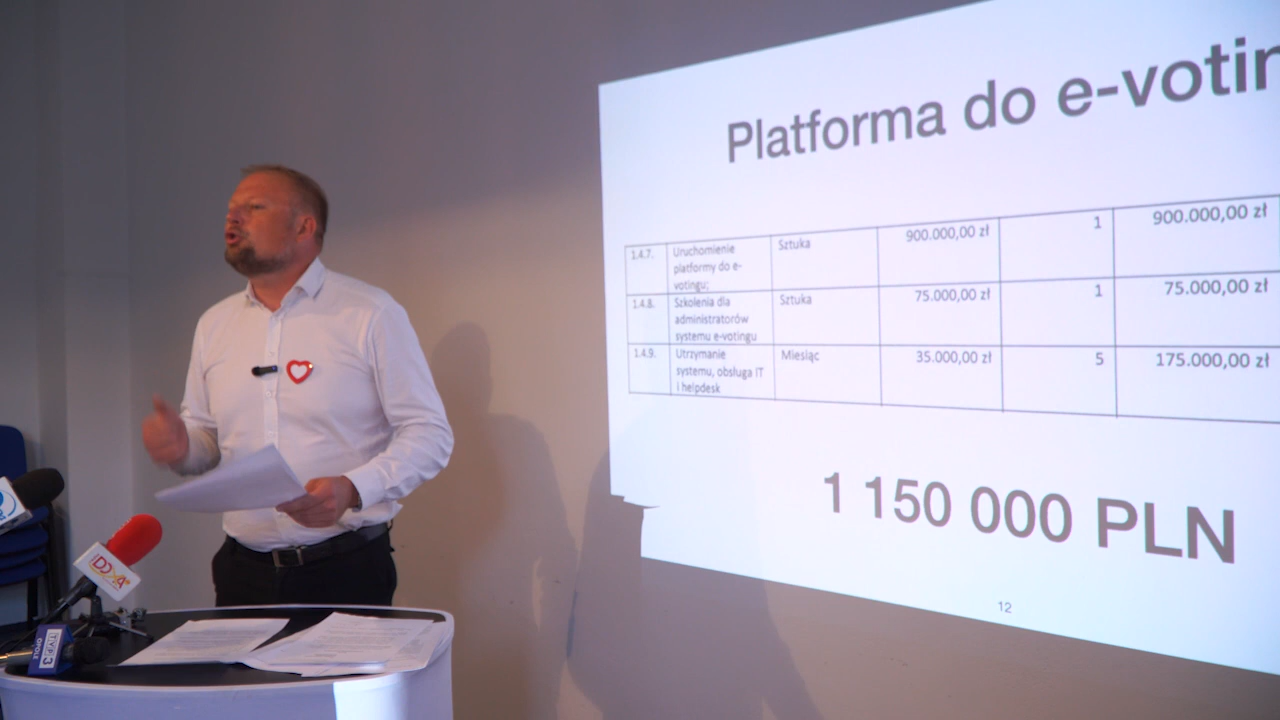 Platforma do e-votin
1.4.7. Uruchomienie platformy do e-votingu; Sztuka 900.000,00 zł 1 900.000,00 zł
1.4.8. Szkolenia dla administratorów systemu e-votingu Sztuka 75.000,00 zł 1 75.000,00 zł
1.4.9. Utrzymanie systemu, obsługa IT i helpdesk Miesiąc 35.000,00 zł 5 175.000,00 zł
1 150 000 PLN
12
DOXA
TVP3
OPOLE